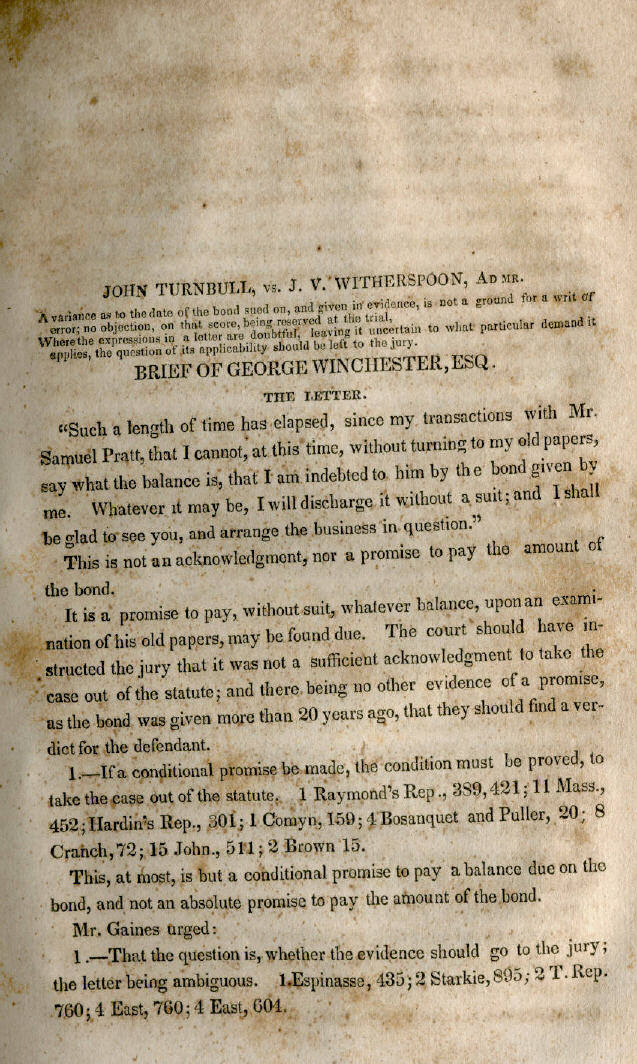 JOHN TURNBULL, vs. J. V. WITHERSPOON, AD MR.
A variance as to the date of the bond sued on, and given in evidence, is not a ground for a writ of
error; no objection, on that score, being reserved at the trial.
Where the expressions in a letter are doubtful, leaving it uncertain to what particular demand it
applies, the question of its applicability should be left to the jury.
BRIEF OF GEORGE WINCHESTER, ESQ.
THE LETTER.
“Such a length of time has elapsed, since my transactions with Mr.
Samuel Pratt, that I cannot, at this time, without turning to my old papers,
say what the balance is, that I am indebted to him by the bond given by
me. Whatever it may be, I will discharge it without a suit; and I shall
be glad to see you, and arrange the business in question.”
This is not an acknowledgment, nor a promise to pay the amount of
the bond.
It is a promise to pay, without suit, whatever balance, upon an exami-
nation of his old papers, may be found due. The court should have in-
structed the jury that it was not a sufficient acknowledgment to take the
case out of the statute; and there being no other evidence of a promise,
as the bond was given more than 20 years ago, that they should find a ver-
dict for the defendant.
1.—If a conditional promise be made, the condition must be proved, to
take the case out of the statute. 1 Raymond's Rep., 389, 421; 11 Mass.,
452; Hardin's Rep., 301; 1 Comyn, 159; 4 Bosanquet and Puller, 20; 8
Cranch, 72; 15 John., 511; 2 Brown 15.
This, at most, is but a conditional promise to pay a balance due on the
bond, and not an absolute promise to pay the amount of the bond.
Mr. Gaines urged:
1.—That the question is, whether the evidence should go to the jury;
the letter being ambiguous. 1.Espinasse, 435; 2 Starkie, 895; 2 T. Rep.
760; 4 East, 760; 4 East, 604.